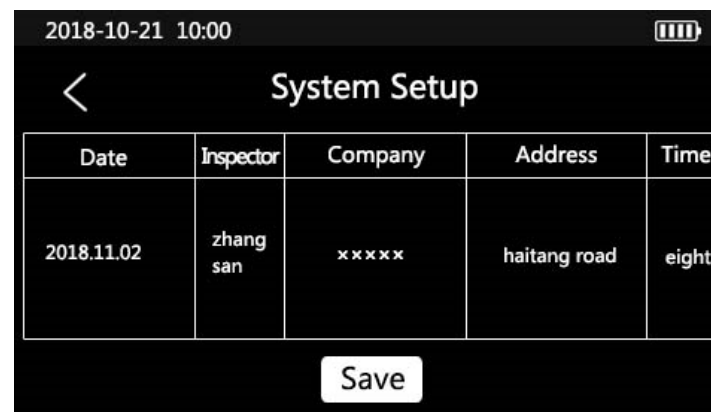 2018-10-21 10:00
System Setup
Date Inspector Company Address Time
2018.11.02 zhang san ××××× haitang road eight
Save